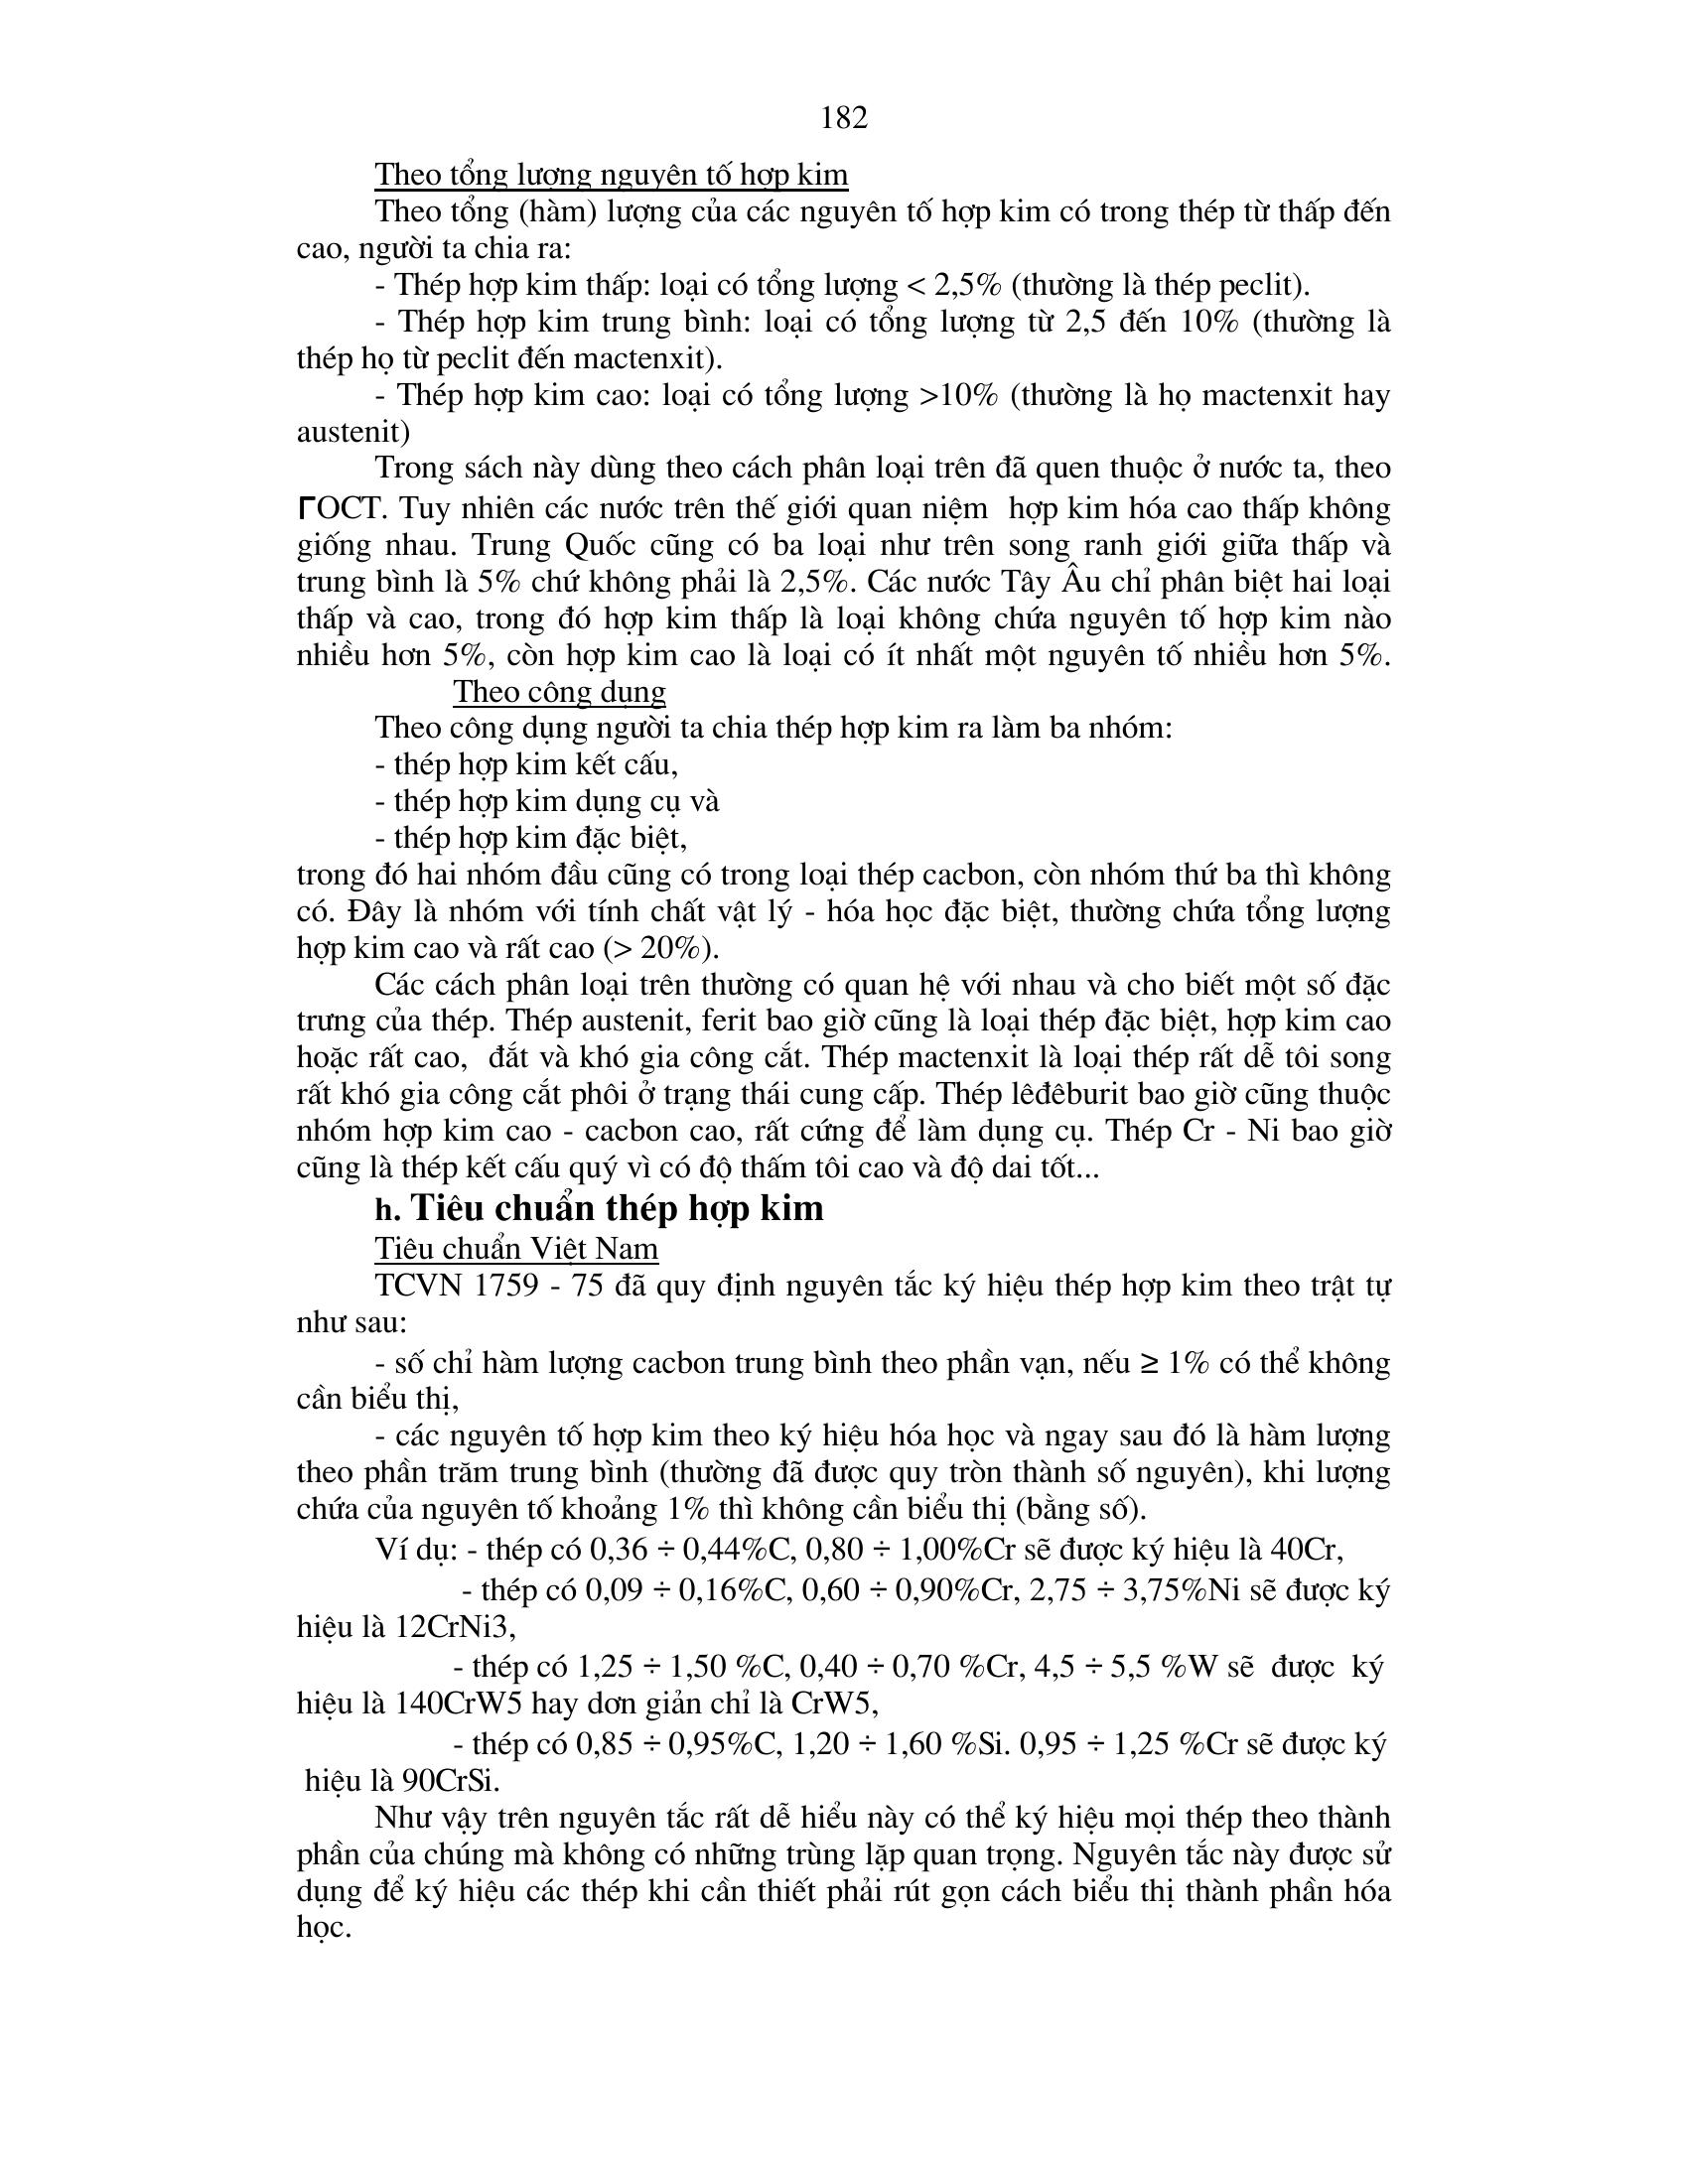 182
Theo tổng lượng nguyên tố hợp kim
Theo tổng (hàm) lượng của các nguyên tố hợp kim có trong thép từ thấp đến
cao, người ta chia ra:
- Thép hợp kim thấp: loại có tổng lượng < 2,5% (thường là thép peclit).
- Thép hợp kim trung bình: loại có tổng lượng từ 2,5 đến 10% (thường là
thép họ từ peclit đến mactenxit).
- Thép hợp kim cao: loại có tổng lượng >10% (thường là họ mactenxit hay
austenit)
Trong sách này dùng theo cách phân loại trên đã quen thuộc ở nước ta, theo
ГOCT. Tuy nhiên các nước trên thế giới quan niệm hợp kim hóa cao thấp không
giống nhau. Trung Quốc cũng có ba loại như trên song ranh giới giữa thấp và
trung bình là 5% chứ không phải là 2,5%. Các nước Tây Âu chỉ phân biệt hai loại
thấp và cao, trong đó hợp kim thấp là loại không chứa nguyên tố hợp kim nào
nhiều hơn 5%, còn hợp kim cao là loại có ít nhất một nguyên tố nhiều hơn 5%.
Theo công dụng
Theo công dụng người ta chia thép hợp kim ra làm ba nhóm:
- thép hợp kim kết cấu,
- thép hợp kim dụng cụ và
- thép hợp kim đặc biệt,
trong đó hai nhóm đầu cũng có trong loại thép cacbon, còn nhóm thứ ba thì không
có. Đây là nhóm với tính chất vật lý - hóa học đặc biệt, thường chứa tổng lượng
hợp kim cao và rất cao (> 20%).
Các cách phân loại trên thường có quan hệ với nhau và cho biết một số đặc
trưng của thép. Thép austenit, ferit bao giờ cũng là loại thép đặc biệt, hợp kim cao
hoặc rất cao, đắt và khó gia công cắt. Thép mactenxit là loại thép rất dễ tôi song
rất khó gia công cắt phôi ở trạng thái cung cấp. Thép lêđêburit bao giờ cũng thuộc
nhóm hợp kim cao - cacbon cao, rất cứng để làm dụng cụ. Thép Cr - Ni bao giờ
cũng là thép kết cấu quý vì có độ thấm tôi cao và độ dai tốt...
h. Tiêu chuẩn thép hợp kim
Tiêu chuẩn Việt Nam
TCVN 1759 - 75 đã quy định nguyên tắc ký hiệu thép hợp kim theo trật tự
như sau:
- số chỉ hàm lượng cacbon trung bình theo phần vạn, nếu ≥ 1% có thể không
cần biểu thị,
- các nguyên tố hợp kim theo ký hiệu hóa học và ngay sau đó là hàm lượng
theo phần trăm trung bình (thường đã được quy tròn thành số nguyên), khi lượng
chứa của nguyên tố khoảng 1% thì không cần biểu thị (bằng số).
Ví dụ: - thép có 0,36 ÷ 0,44%C, 0,80 ÷ 1,00%Cr sẽ được ký hiệu là 40Cr,
- thép có 0,09 ÷ 0,16%C, 0,60 ÷ 0,90%Cr, 2,75 ÷ 3,75%Ni sẽ được ký
hiệu là 12CrNi3,
- thép có 1,25 ÷ 1,50 %C, 0,40 ÷ 0,70 %Cr, 4,5 ÷ 5,5 %W sẽ được ký
hiệu là 140CrW5 hay dơn giản chỉ là CrW5,
- thép có 0,85 ÷ 0,95%C, 1,20 ÷ 1,60 %Si. 0,95 ÷ 1,25 %Cr sẽ được ký
hiệu là 90CrSi.
Như vậy trên nguyên tắc rất dễ hiểu này có thể ký hiệu mọi thép theo thành
phần của chúng mà không có những trùng lặp quan trọng. Nguyên tắc này được sử
dụng để ký hiệu các thép khi cần thiết phải rút gọn cách biểu thị thành phần hóa
học.